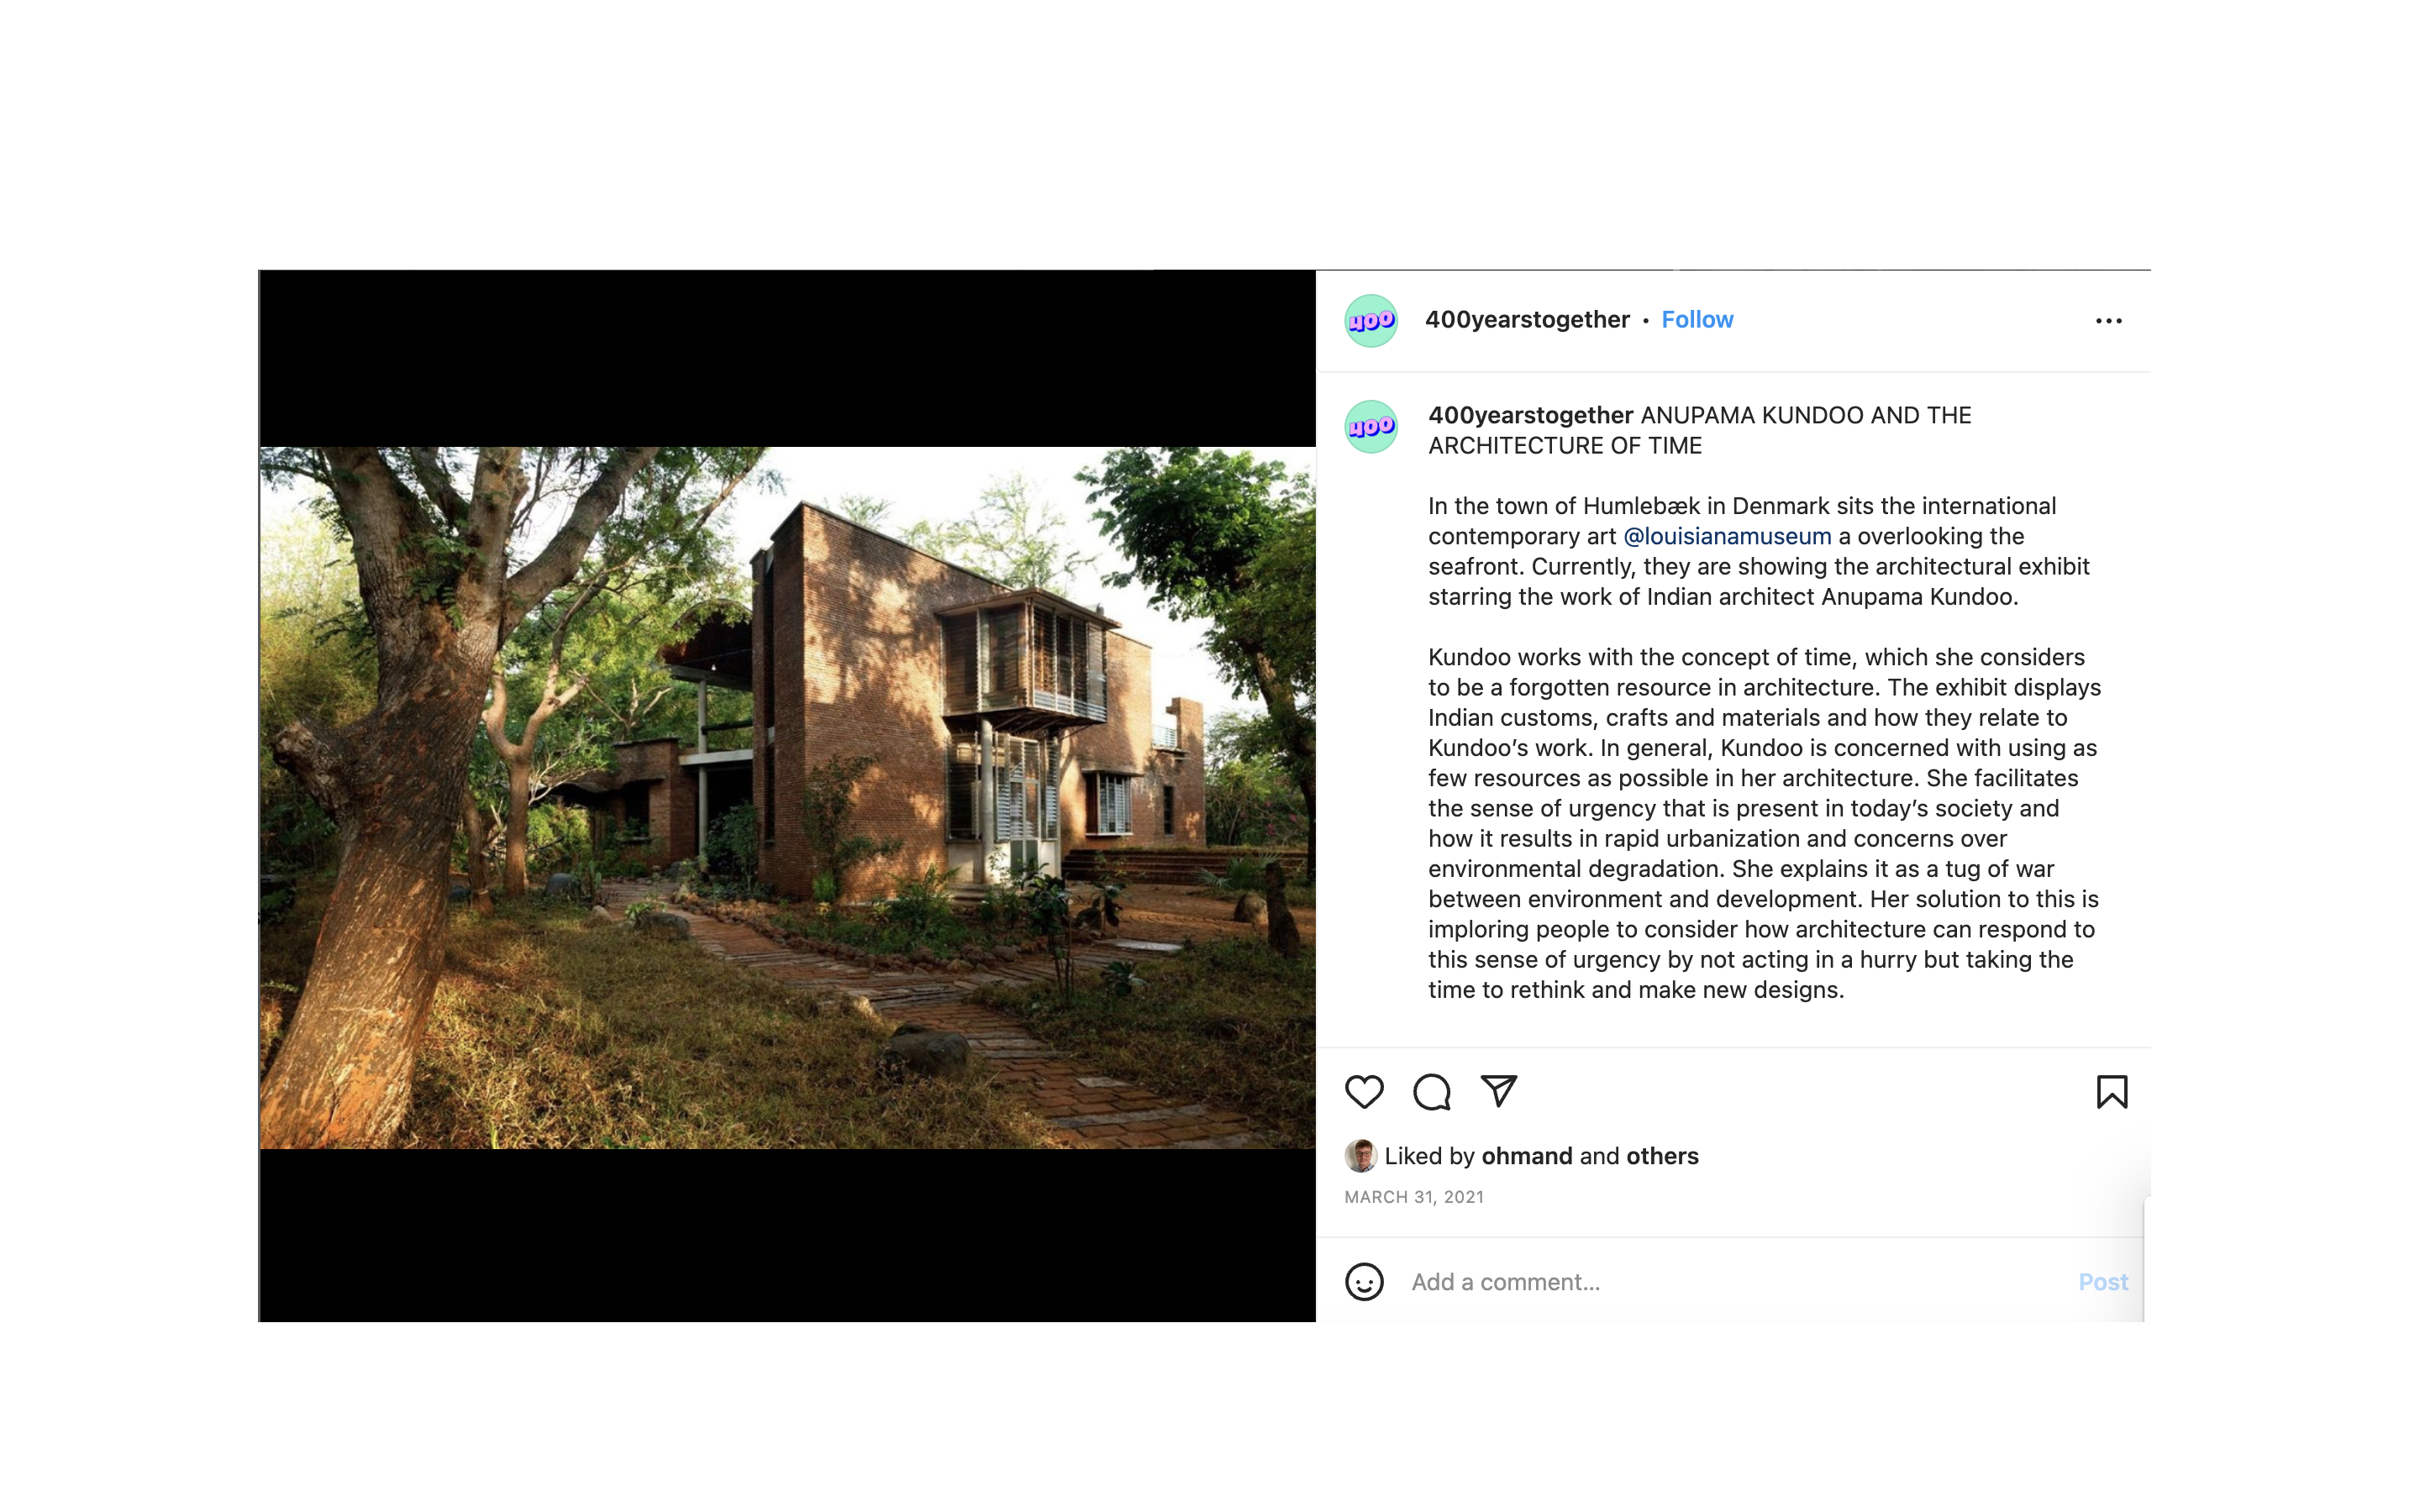 400
400yearstogether • Follow
400
400yearstogether ANUPAMA KUNDOO AND THE
ARCHITECTURE OF TIME
In the town of Humlebæk in Denmark sits the international
contemporary art @louisianamuseum a overlooking the
seafront. Currently, they are showing the architectural exhibit
starring the work of Indian architect Anupama Kundoo.
Kundoo works with the concept of time, which she considers
to be a forgotten resource in architecture. The exhibit displays
Indian customs, crafts and materials and how they relate to
Kundoo’s work. In general, Kundoo is concerned with using as
few resources as possible in her architecture. She facilitates
the sense of urgency that is present in today’s society and
how it results in rapid urbanization and concerns over
environmental degradation. She explains it as a tug of war
between environment and development. Her solution to this is
imploring people to consider how architecture can respond to
this sense of urgency by not acting in a hurry but taking the
time to rethink and make new designs.
Liked by ohmand and others
MARCH 31, 2021
Add a comment...
Post